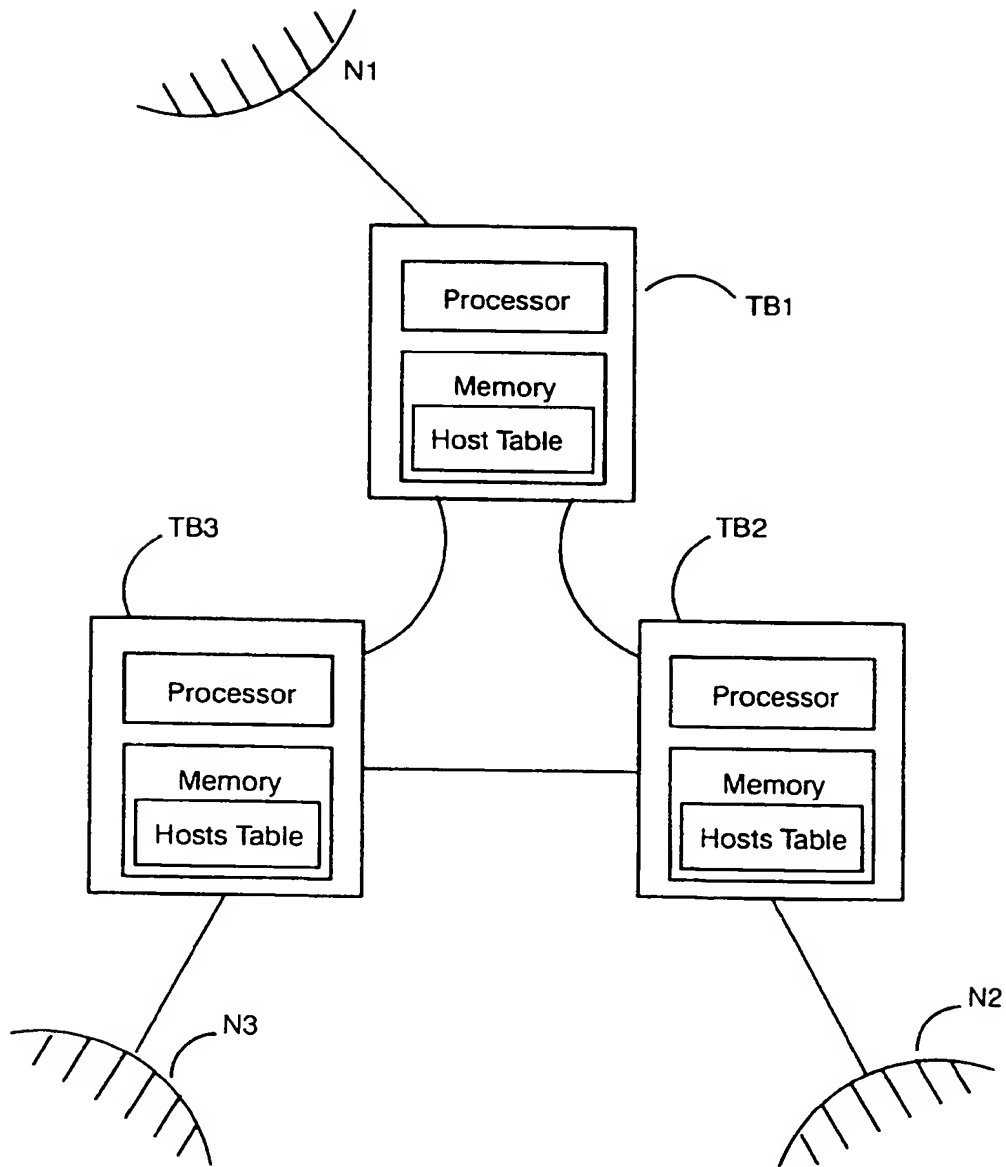 N1
Processor
TB1
Memory
Host Table
TB3
TB2
Processor
Processor
Memory
Memory
Hosts Table
Hosts Table
N3
N2